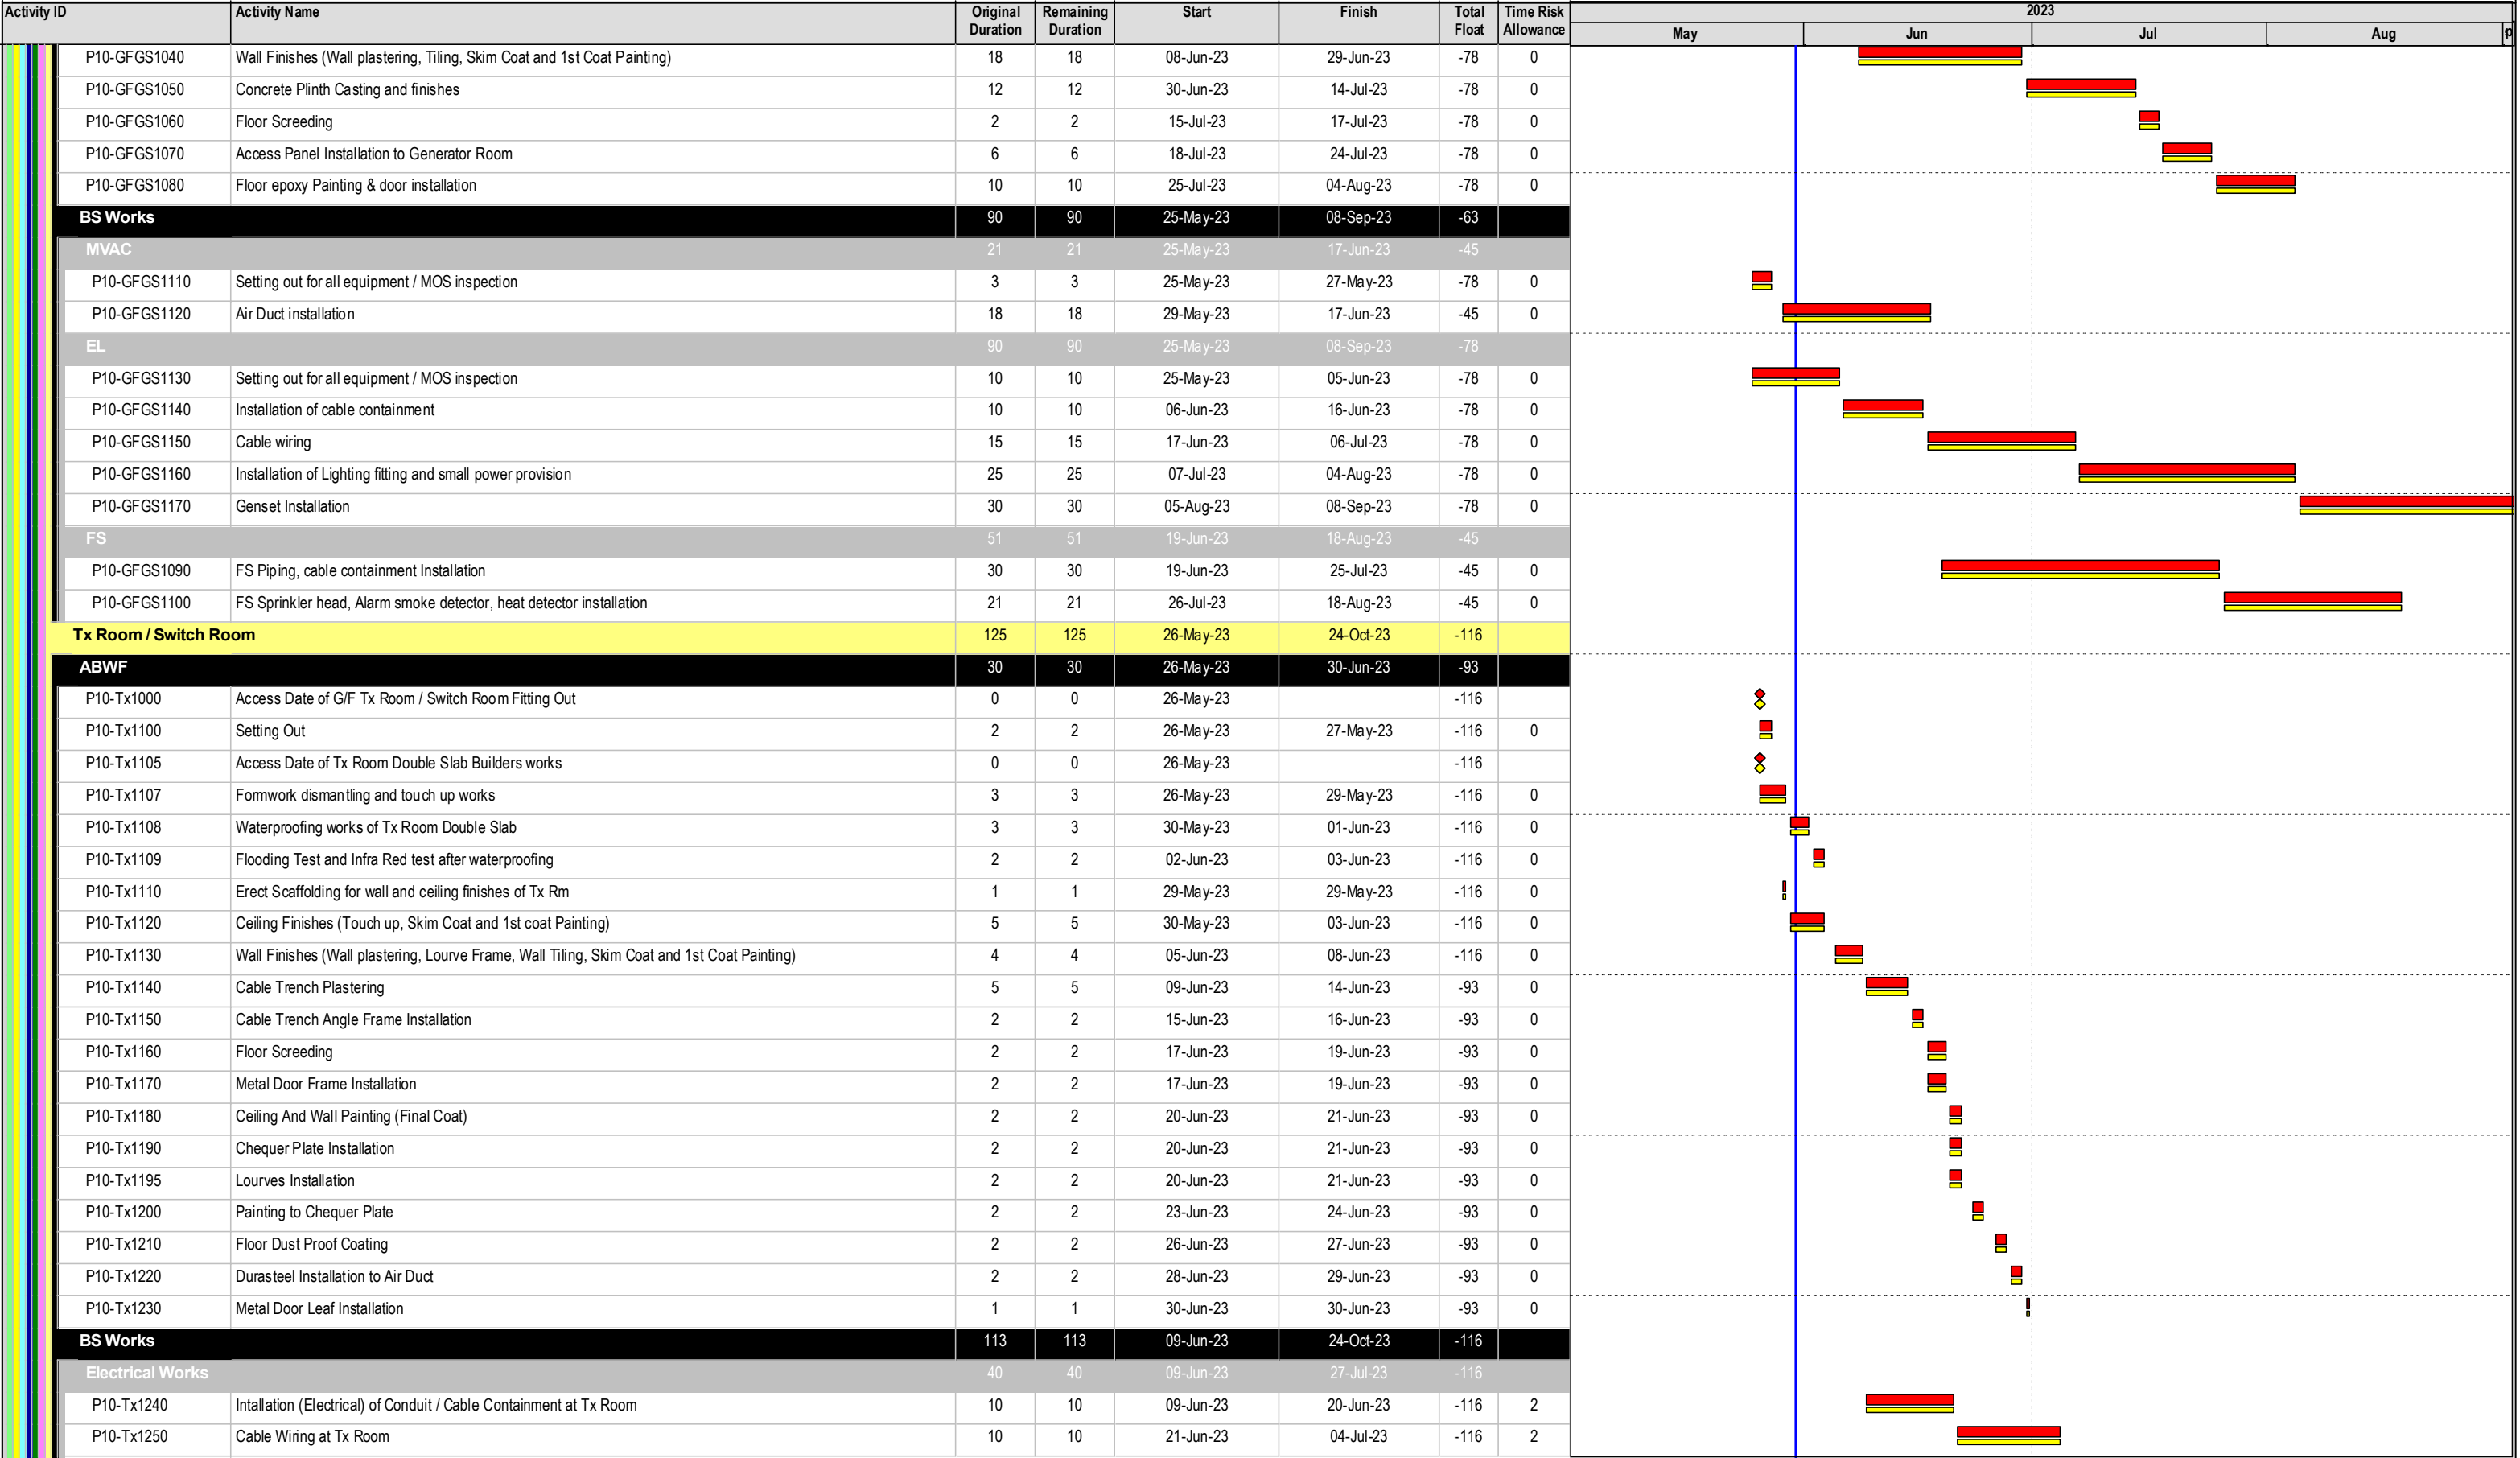 Activity ID Activity Name Original Duration Remaining Duration Start Finish Total Float Time Risk Allowance 2023
May Jun Jul Aug
P10-GFGS1040 Wall Finishes (Wall plastering, Tiling, Skim Coat and 1st Coat Painting) 18 18 08-Jun-23 29-Jun-23 -78 0
P10-GFGS1050 Concrete Plinth Casting and finishes 12 12 30-Jun-23 14-Jul-23 -78 0
P10-GFGS1060 Floor Screeding 2 2 15-Jul-23 17-Jul-23 -78 0
P10-GFGS1070 Access Panel Installation to Generator Room 6 6 18-Jul-23 24-Jul-23 -78 0
P10-GFGS1080 Floor epoxy Painting & door installation 10 10 25-Jul-23 04-Aug-23 -78 0
BS Works 90 90 25-May-23 08-Sep-23 -63
MVAC 21 21 25-May-23 17-Jun-23 -45
P10-GFGS1110 Setting out for all equipment / MOS inspection 3 3 25-May-23 27-May-23 -78 0
P10-GFGS1120 Air Duct installation 18 18 29-May-23 17-Jun-23 -45 0
EL 90 90 25-May-23 08-Sep-23 -78
P10-GFGS1130 Setting out for all equipment / MOS inspection 10 10 25-May-23 05-Jun-23 -78 0
P10-GFGS1140 Installation of cable containment 10 10 06-Jun-23 16-Jun-23 -78 0
P10-GFGS1150 Cable wiring 15 15 17-Jun-23 06-Jul-23 -78 0
P10-GFGS1160 Installation of Lighting fitting and small power provision 25 25 07-Jul-23 04-Aug-23 -78 0
P10-GFGS1170 Genset Installation 30 30 05-Aug-23 08-Sep-23 -78 0
FS 51 51 19-Jun-23 18-Aug-23 -45
P10-GFGS1090 FS Piping, cable containment Installation 30 30 19-Jun-23 25-Jul-23 -45 0
P10-GFGS1100 FS Sprinkler head, Alarm smoke detector, heat detector installation 21 21 26-Jul-23 18-Aug-23 -45 0
Tx Room / Switch Room 125 125 26-May-23 24-Oct-23 -116
ABWF 30 30 26-May-23 30-Jun-23 -93
P10-Tx1000 Access Date of G/F Tx Room / Switch Room Fitting Out 0 0 26-May-23 -116
P10-Tx1100 Setting Out 2 2 26-May-23 27-May-23 -116 0
P10-Tx1105 Access Date of Tx Room Double Slab Builders works 0 0 26-May-23 -116
P10-Tx1107 Formwork dismantling and touch up works 3 3 26-May-23 29-May-23 -116 0
P10-Tx1108 Waterproofing works of Tx Room Double Slab 3 3 30-May-23 01-Jun-23 -116 0
P10-Tx1109 Flooding Test and Infra Red test after waterproofing 2 2 02-Jun-23 03-Jun-23 -116 0
P10-Tx1110 Erect Scaffolding for wall and ceiling finishes of Tx Rm 1 1 29-May-23 29-May-23 -116 0
P10-Tx1120 Ceiling Finishes (Touch up, Skim Coat and 1st coat Painting) 5 5 30-May-23 03-Jun-23 -116 0
P10-Tx1130 Wall Finishes (Wall plastering, Lourve Frame, Wall Tiling, Skim Coat and 1st Coat Painting) 4 4 05-Jun-23 08-Jun-23 -116 0
P10-Tx1140 Cable Trench Plastering 5 5 09-Jun-23 14-Jun-23 -93 0
P10-Tx1150 Cable Trench Angle Frame Installation 2 2 15-Jun-23 16-Jun-23 -93 0
P10-Tx1160 Floor Screeding 2 2 17-Jun-23 19-Jun-23 -93 0
P10-Tx1170 Metal Door Frame Installation 2 2 17-Jun-23 19-Jun-23 -93 0
P10-Tx1180 Ceiling And Wall Painting (Final Coat) 2 2 20-Jun-23 21-Jun-23 -93 0
P10-Tx1190 Chequer Plate Installation 2 2 20-Jun-23 21-Jun-23 -93 0
P10-Tx1195 Lourves Installation 2 2 20-Jun-23 21-Jun-23 -93 0
P10-Tx1200 Painting to Chequer Plate 2 2 23-Jun-23 24-Jun-23 -93 0
P10-Tx1210 Floor Dust Proof Coating 2 2 26-Jun-23 27-Jun-23 -93 0
P10-Tx1220 Durasteel Installation to Air Duct 2 2 28-Jun-23 29-Jun-23 -93 0
P10-Tx1230 Metal Door Leaf Installation 1 1 30-Jun-23 30-Jun-23 -93 0
BS Works 113 113 09-Jun-23 24-Oct-23 -116
Electrical Works 40 40 09-Jun-23 27-Jul-23 -116
P10-Tx1240 Intallation (Electrical) of Conduit / Cable Containment at Tx Room 10 10 09-Jun-23 20-Jun-23 -116 2
P10-Tx1250 Cable Wiring at Tx Room 10 10 21-Jun-23 04-Jul-23 -116 2